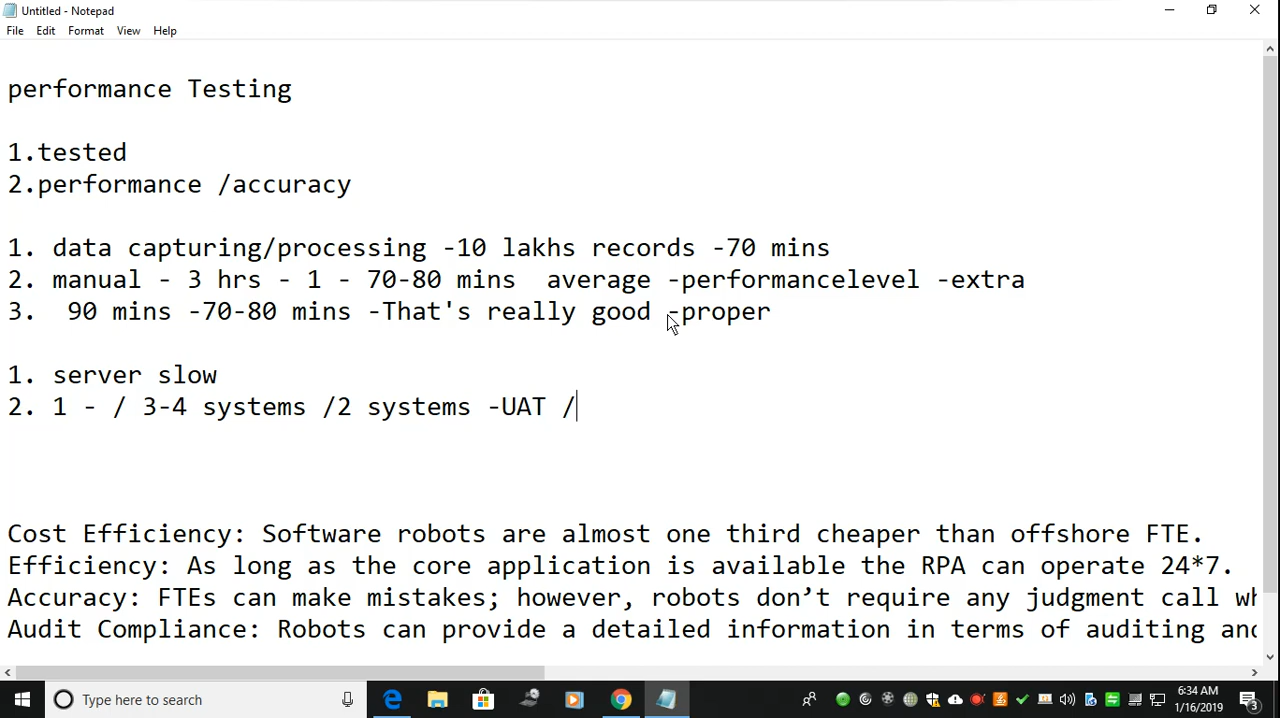 Untitled - Notepad
File Edit Format View Help
performance Testing
1.tested
2.performance /accuracy
1. data capturing/processing -10 lakhs records -70 mins
2. manual - 3 hrs - 1 - 70-80 mins average -performancelevel -extra
3. 90 mins -70-80 mins -That's really good -proper
1. server slow
2. 1 - / 3-4 systems /2 systems -UAT /
Cost Efficiency: Software robots are almost one third cheaper than offshore FTE.
Efficiency: As long as the core application is available the RPA can operate 24*7.
Accuracy: FTEs can make mistakes; however, robots don’t require any judgment call
Audit Compliance: Robots can provide a detailed information in terms of auditing
Type here to search
6:34 AM
1/16/2019
3